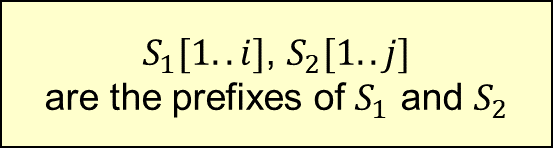 S₁[1..i], S₂[1..j]
are the prefixes of S₁ and S₂